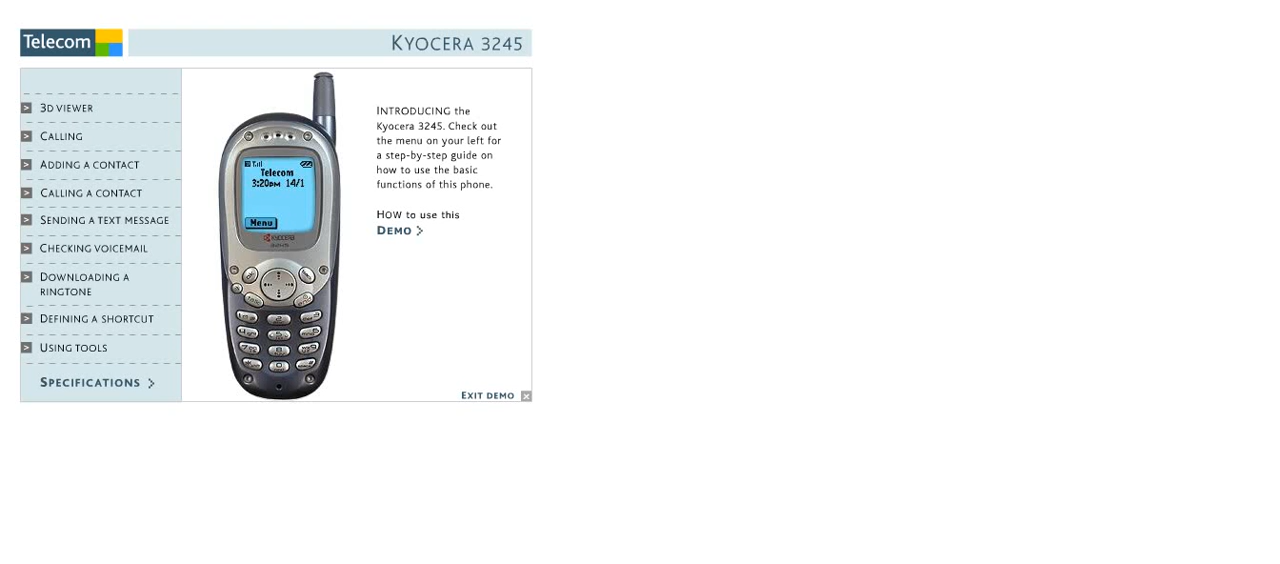 Telecom
KYOCERA 3245
3D VIEWER
CALLING
ADDING A CONTACT
CALLING A CONTACT
SENDING A TEXT MESSAGE
CHECKING VOICEMAIL
DOWNLOADING A
RINGTONE
DEFINING A SHORTCUT
USING TOOLS
SPECIFICATIONS >
Telecom
3:20PM 14/1
Menu
KYOCERA
INTRODUCING the
Kyocera 3245. Check out
the menu on your left for
a step-by-step guide on
how to use the basic
functions of this phone.
HOW to use this
DEMO >
EXIT DEMO